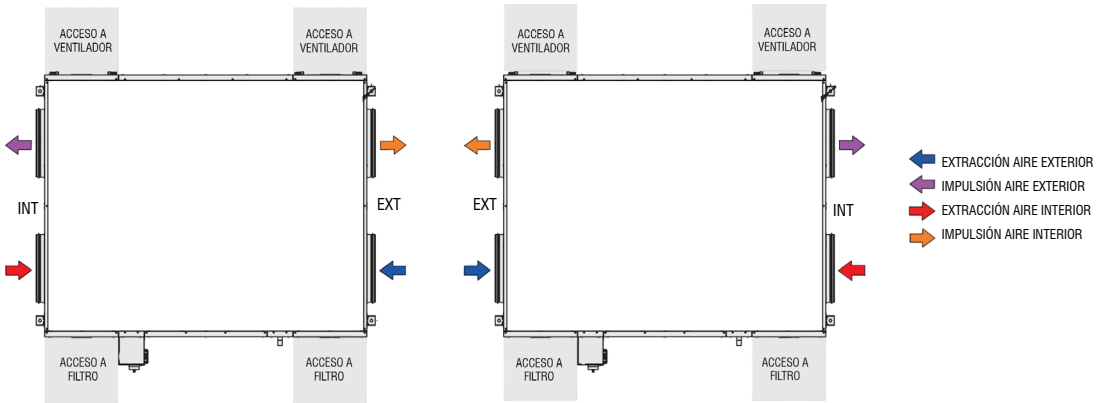 ACCESO A
VENTILADOR
ACCESO A
VENTILADOR
INT
EXT
ACCESO A
FILTRO
ACCESO A
FILTRO
ACCESO A
VENTILADOR
ACCESO A
VENTILADOR
EXT
INT
ACCESO A
FILTRO
ACCESO A
FILTRO
EXTRACCIÓN AIRE EXTERIOR
IMPULSIÓN AIRE EXTERIOR
EXTRACCIÓN AIRE INTERIOR
IMPULSIÓN AIRE INTERIOR